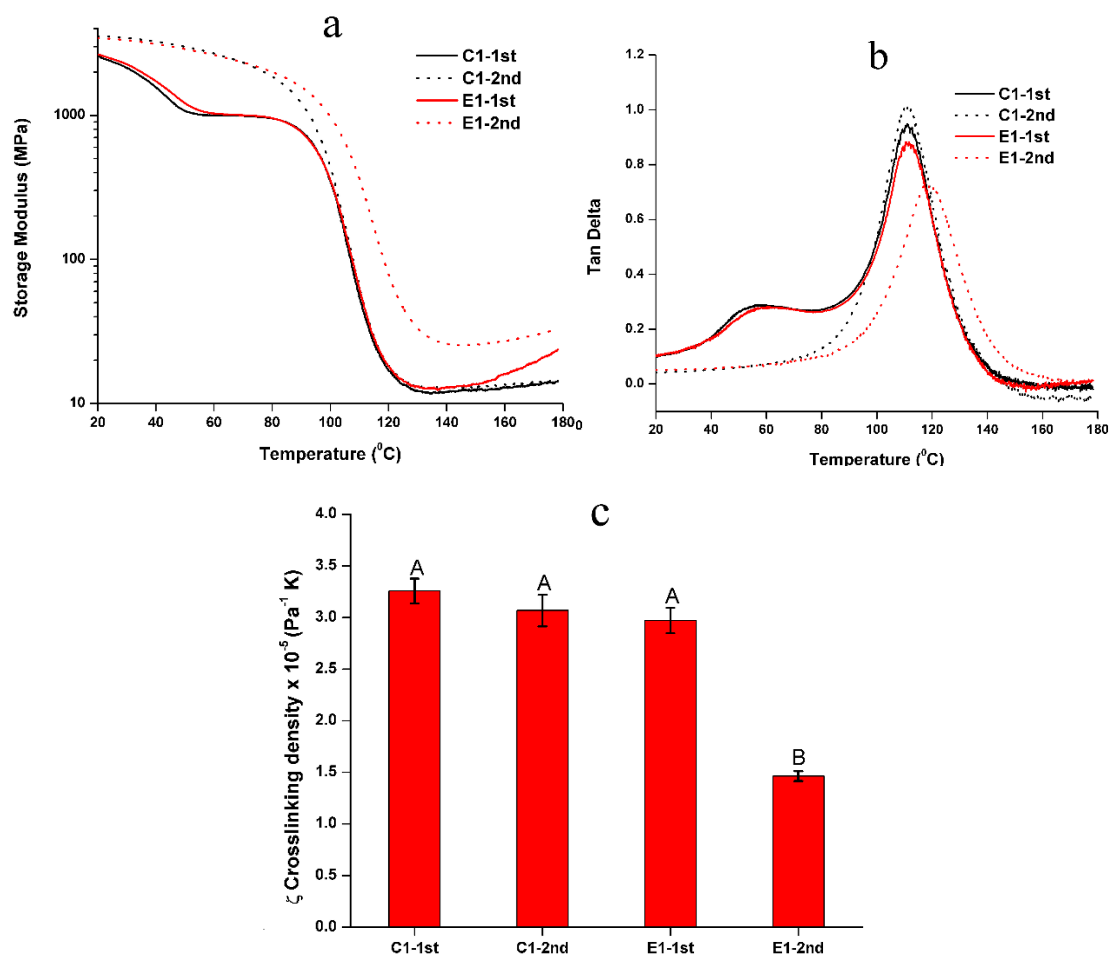 a
C1-1st
C1-2nd
E1-1st
E1-2nd
1000
100
10
20
40
60
80
100
120
140
160
180
0
Storage Modulus (MPa)
Temperature (⁰C)
b
C1-1st
C1-2nd
E1-1st
E1-2nd
1.2
1.0
0.8
0.6
0.4
0.2
0.0
20
40
60
80
100
120
140
160
180
Tan Delta
Temperature (⁰C)
c
4.0
3.5
3.0
2.5
2.0
1.5
1.0
0.5
0.0
ζ Crosslinking density x 10⁻⁵ (Pa⁻¹ K)
A
A
A
B
C1-1st
C1-2nd
E1-1st
E1-2nd